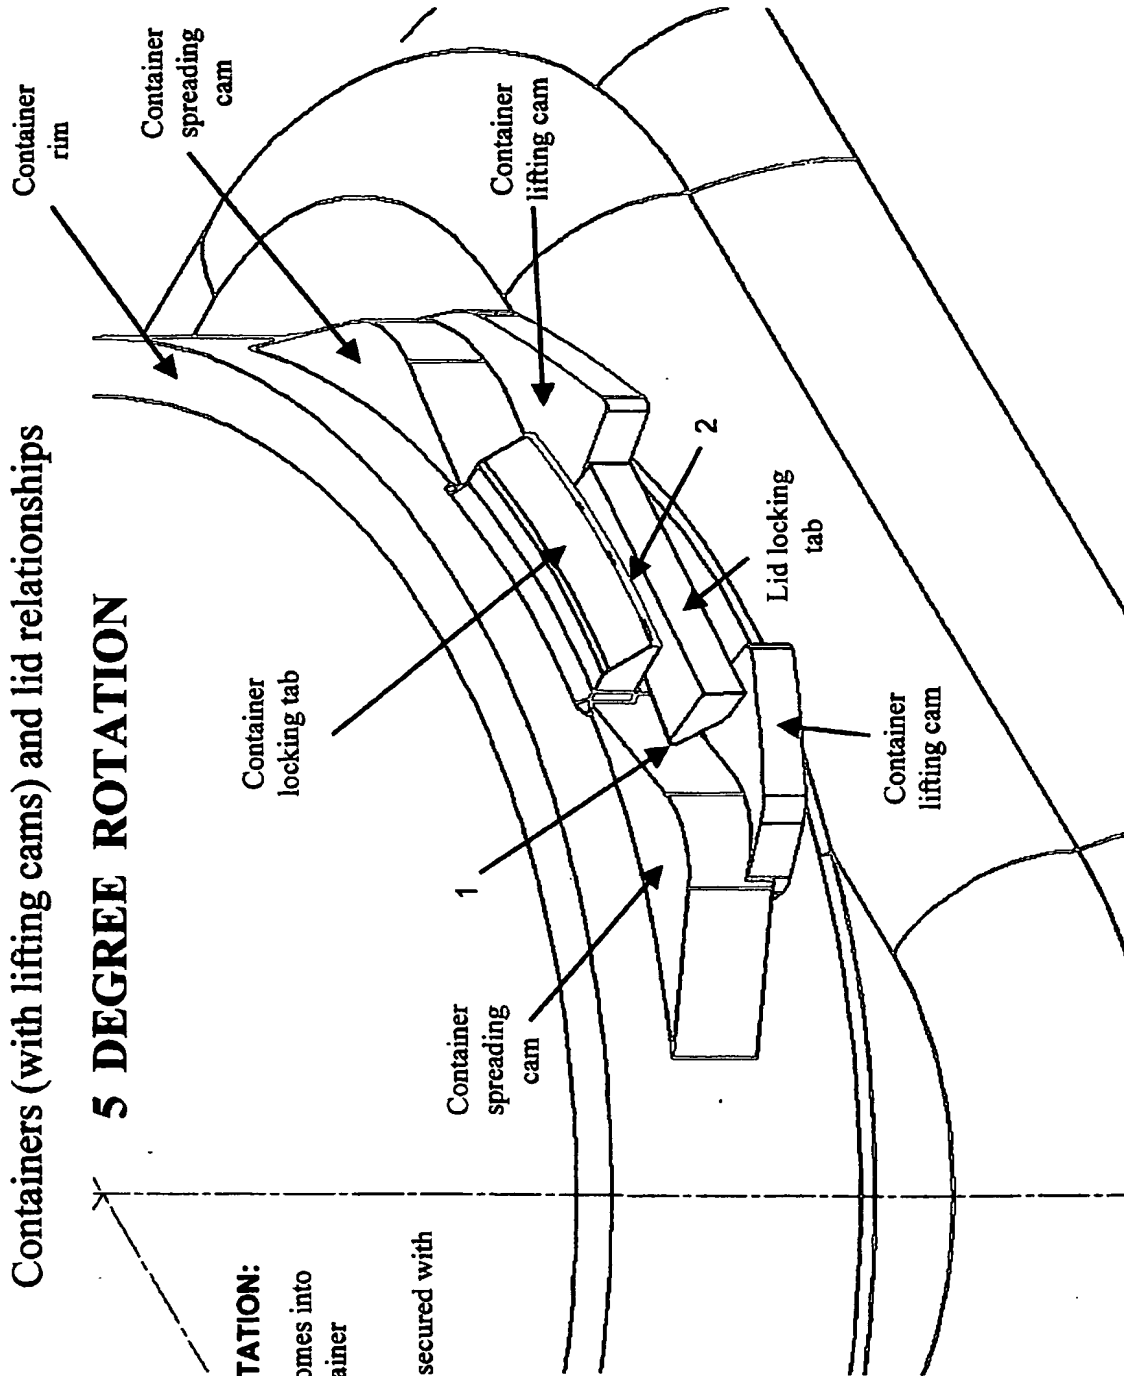 Containers (with lifting cams) and lid relationships
5 DEGREE ROTATION
TATION:
omes into
ainer
secured with
Container
rim
Container
spreading
cam
Container
lifting cam
Container
locking tab
2
Lid locking
tab
1
Container
spreading
cam
Container
lifting cam